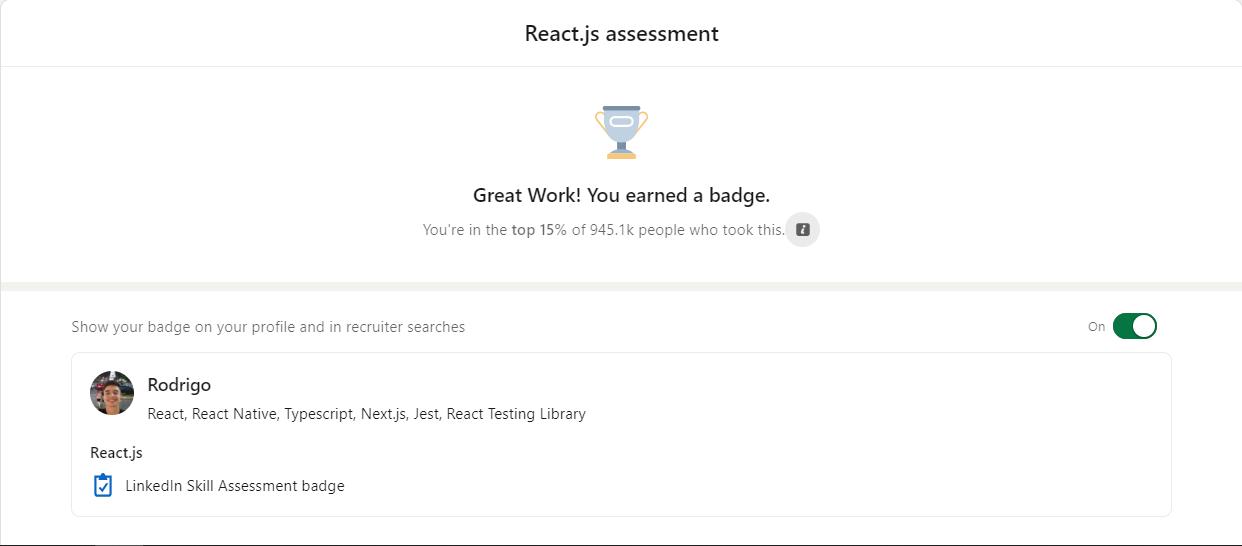 React.js assessment
Great Work! You earned a badge.
You're in the top 15% of 945.1k people who took this.
Show your badge on your profile and in recruiter searches
On
Rodrigo
React, React Native, Typescript, Next.js, Jest, React Testing Library
React.js
LinkedIn Skill Assessment badge